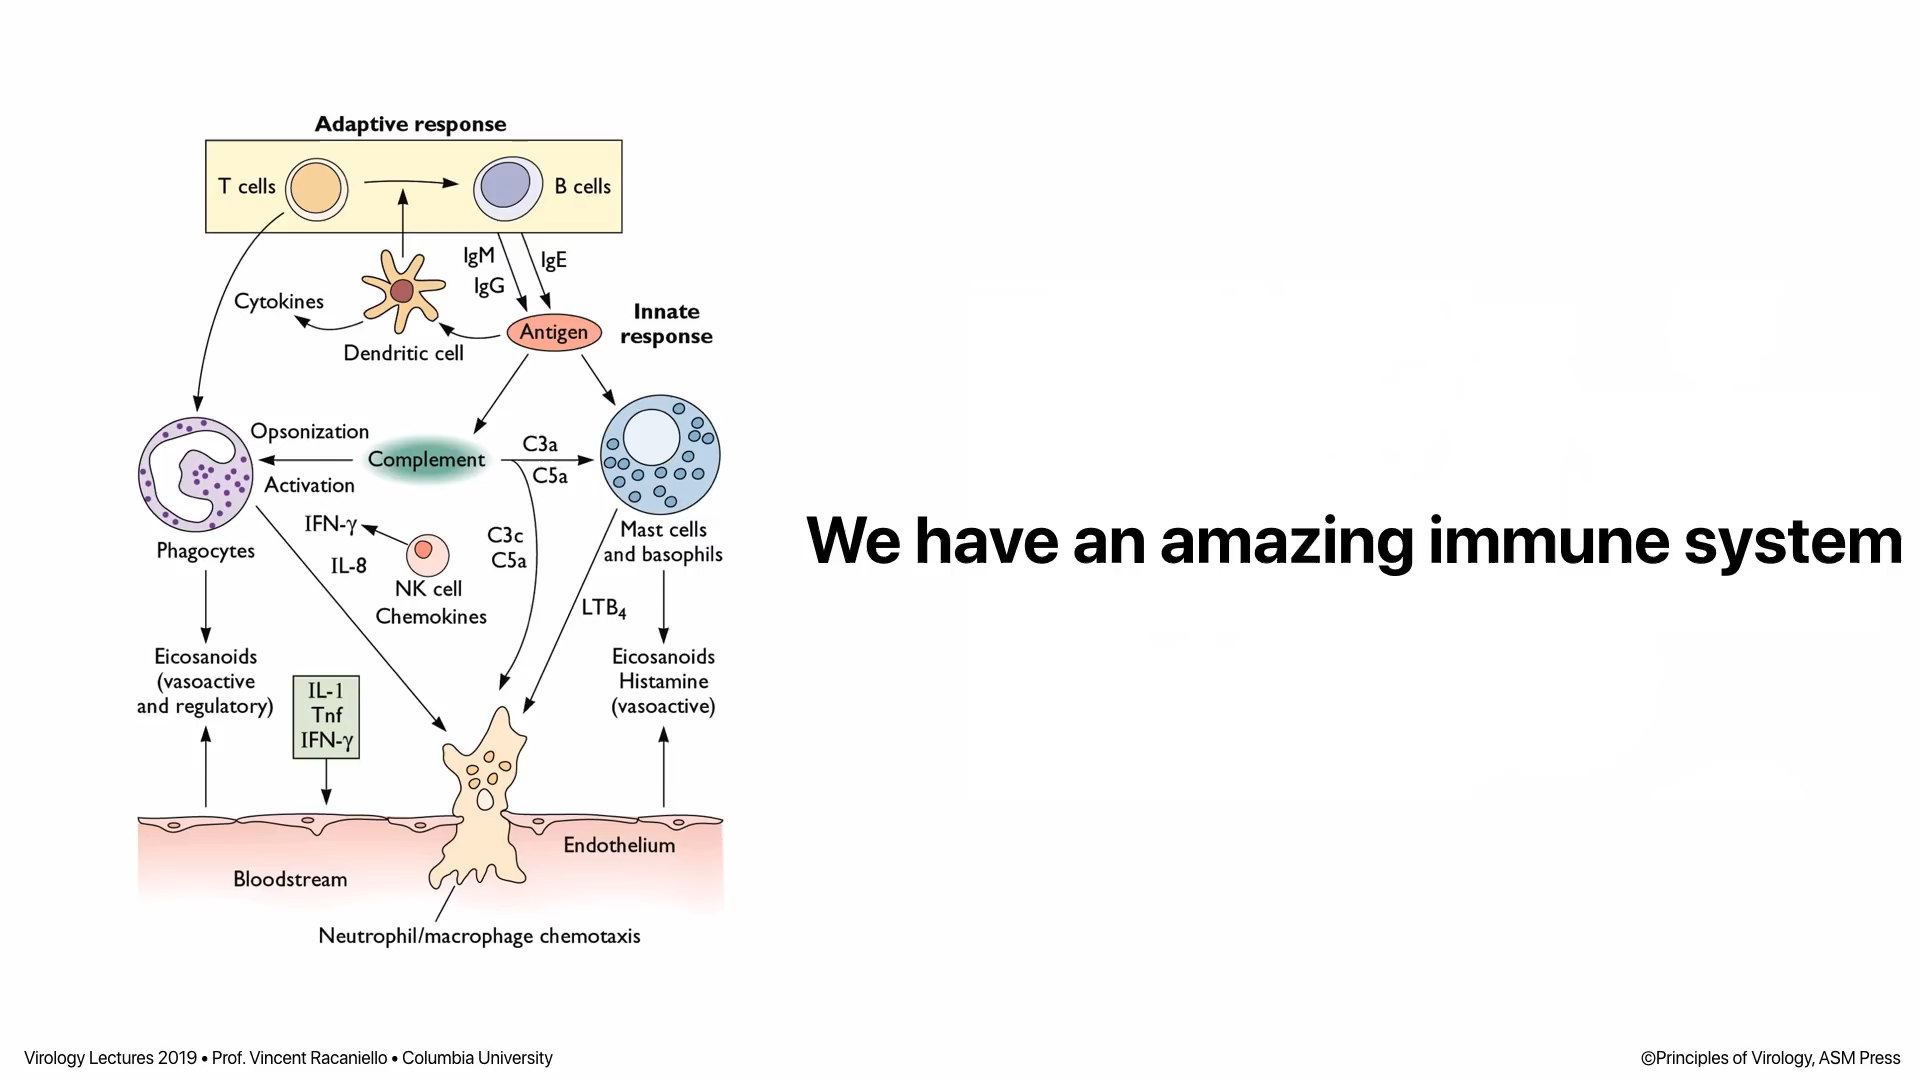 Adaptive response
T cells
B cells
IgM
IgE
IgG
Cytokines
Innate
response
Antigen
Dendritic cell
Opsonization
Complement
C3a
Activation
C5a
IFN-γ
IL-8
C3c
C5a
Mast cells
and basophils
Phagocytes
NK cell
Chemokines
LTB4
Eicosanoids
(vasoactive
and regulatory)
IL-1
Tnf
IFN-γ
Eicosanoids
Histamine
(vasoactive)
Endothelium
Bloodstream
Neutrophil/macrophage chemotaxis
We have an amazing immune system
Virology Lectures 2019 • Prof. Vincent Racaniello • Columbia University
©Principles of Virology, ASM Press